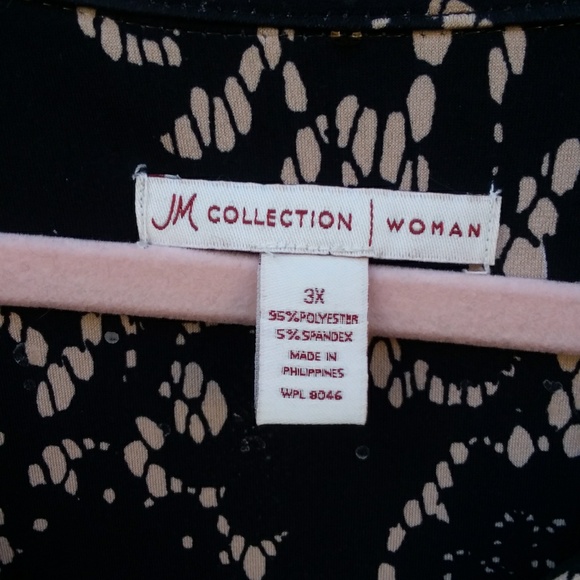 JM COLLECTION | WOMAN
3X
95%POLYESTER
5%SPANDEX
MADE IN
PHILIPPINES
WPL 8046